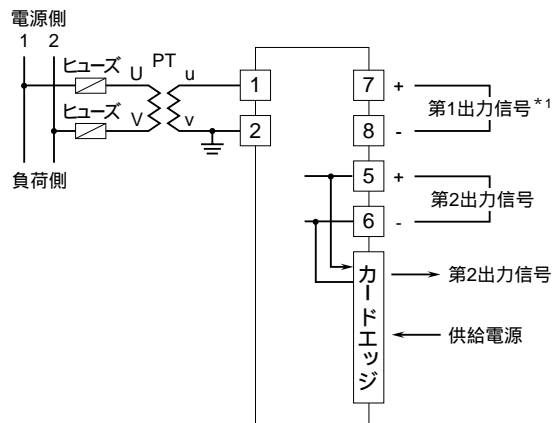 電源側
1 2
ヒューズ U PT u
ヒューズ V v
負荷側
1
2
7 +
8 -
第1出力信号*1
5 +
6 -
第2出力信号
カードエッジ
第2出力信号
供給電源